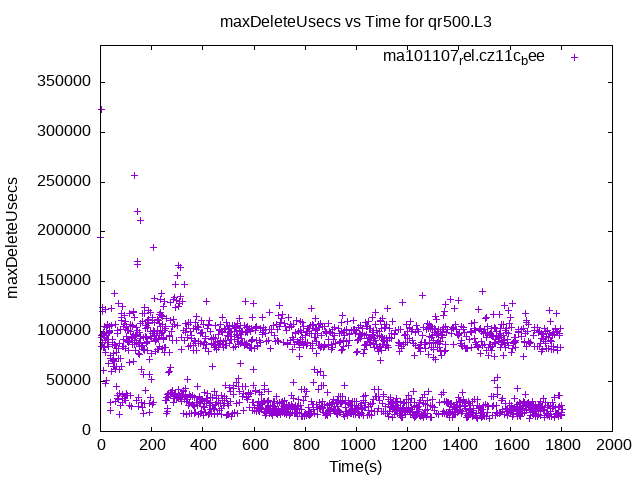 maxDeleteUsecs vs Time for qr500.L3
ma101107rel.cz11cbee
350000
300000
250000
200000
150000
100000
50000
0
maxDeleteUsecs
0 200 400 600 800 1000 1200 1400 1600 1800 2000
Time(s)